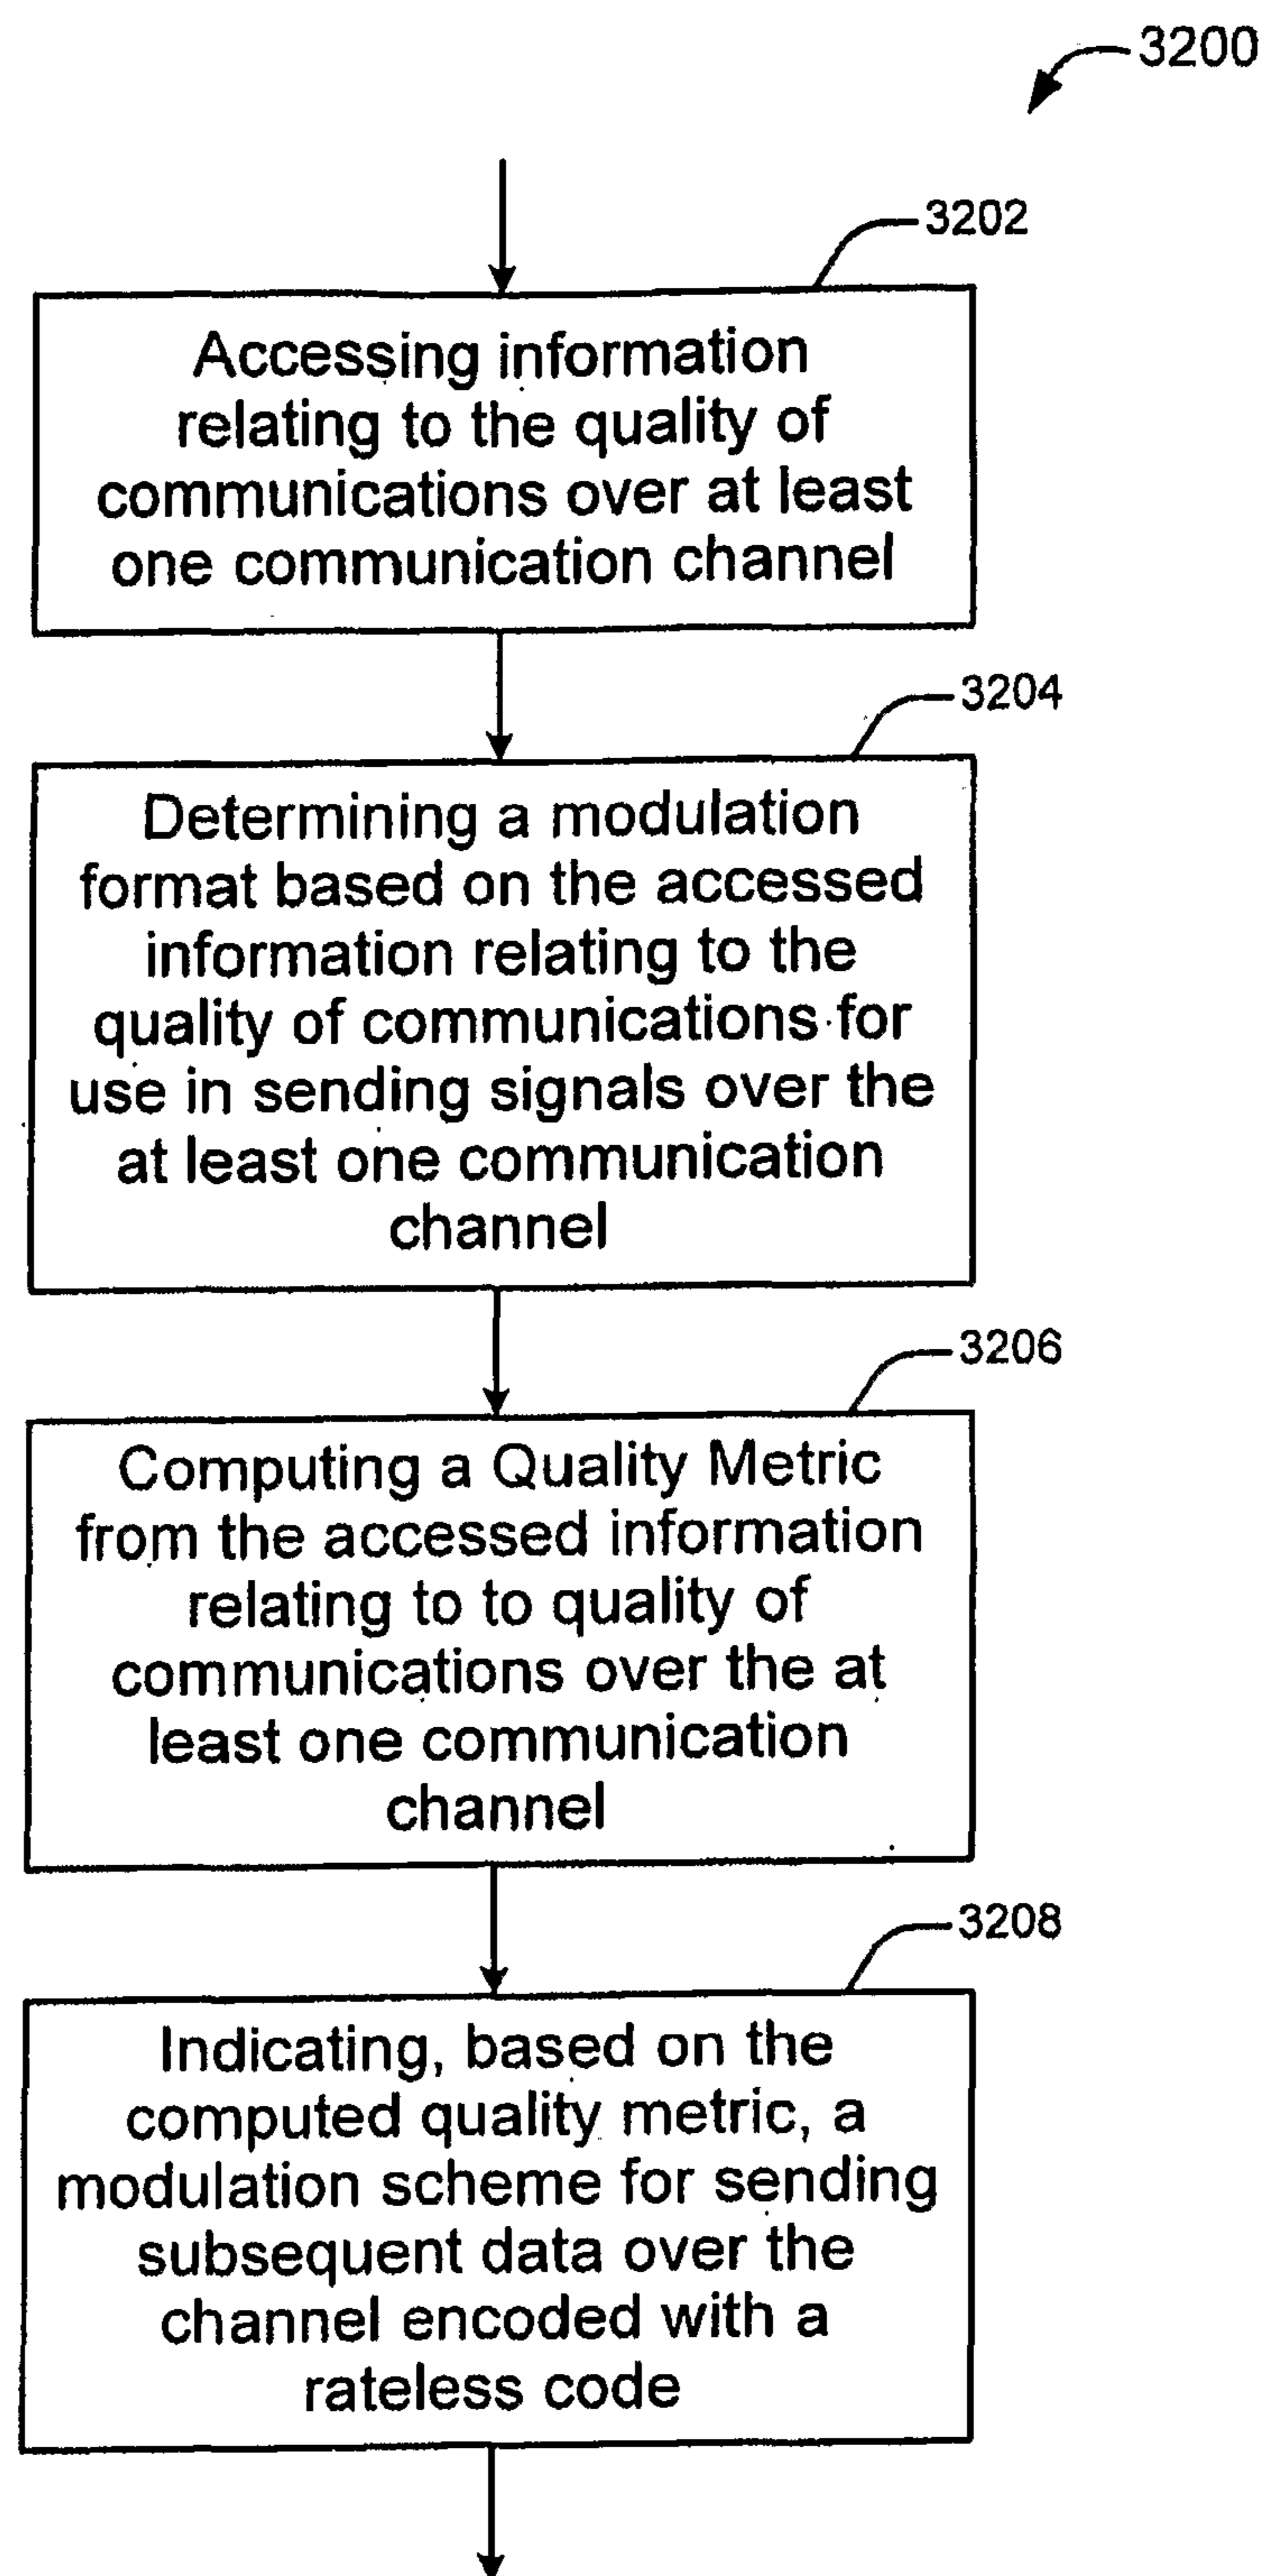 3200
3202
Accessing information
relating to the quality of
communications over at least
one communication channel
3204
Determining a modulation
format based on the accessed
information relating to the
quality of communications for
use in sending signals over the
at least one communication
channel
3206
Computing a Quality Metric
from the accessed information
relating to to quality of
communications over the at
least one communication
channel
3208
Indicating, based on the
computed quality metric, a
modulation scheme for sending
subsequent data over the
channel encoded with a
rateless code